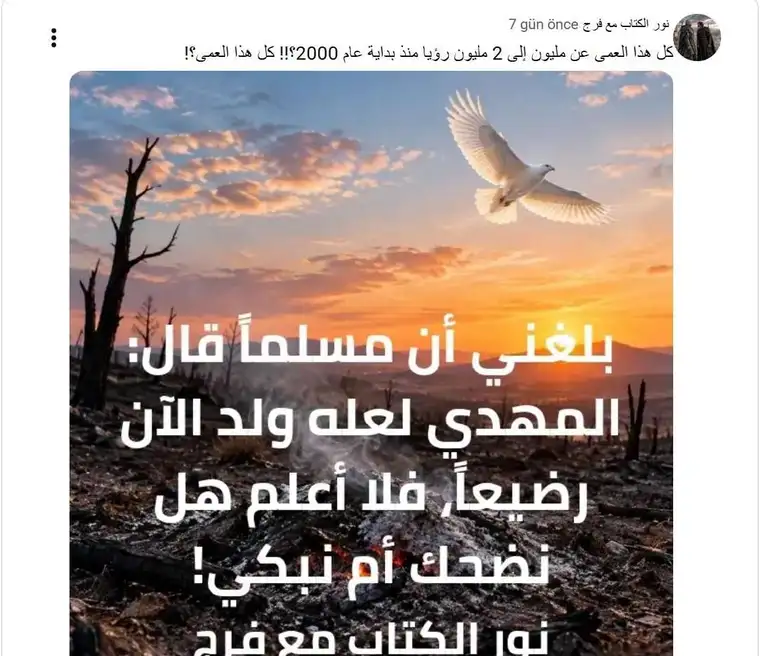 نور الكتاب مع فرج 7 gün önce
كل هذا العمى عن مليون إلى 2 مليون رؤيا منذ بداية عام 2000؟!! كل هذا العمى؟!
بلغني أن مسلماً قال:
المهدي لعله ولد الآن
رضيعاً, فلا أعلم هل
نضحك أم نبكي!
نور الكتاب مع فرج